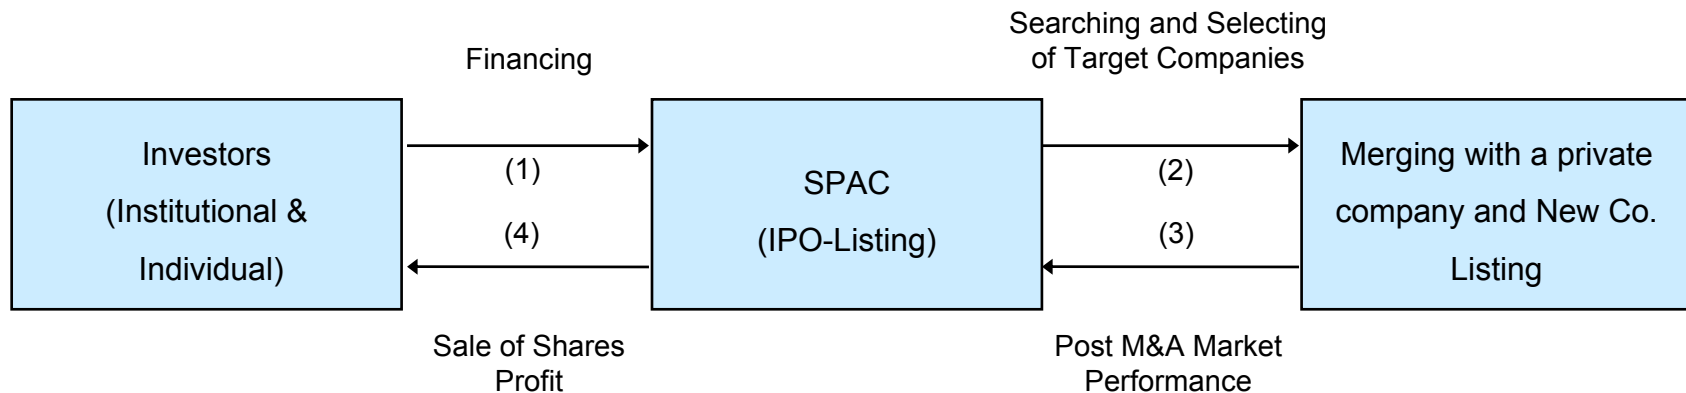 Financing
Searching and Selecting
of Target Companies
Investors
(Institutional &
Individual)
(1)
(4)
SPAC
(IPO-Listing)
(2)
(3)
Merging with a private
company and New Co.
Listing
Sale of Shares
Profit
Post M&A Market
Performance